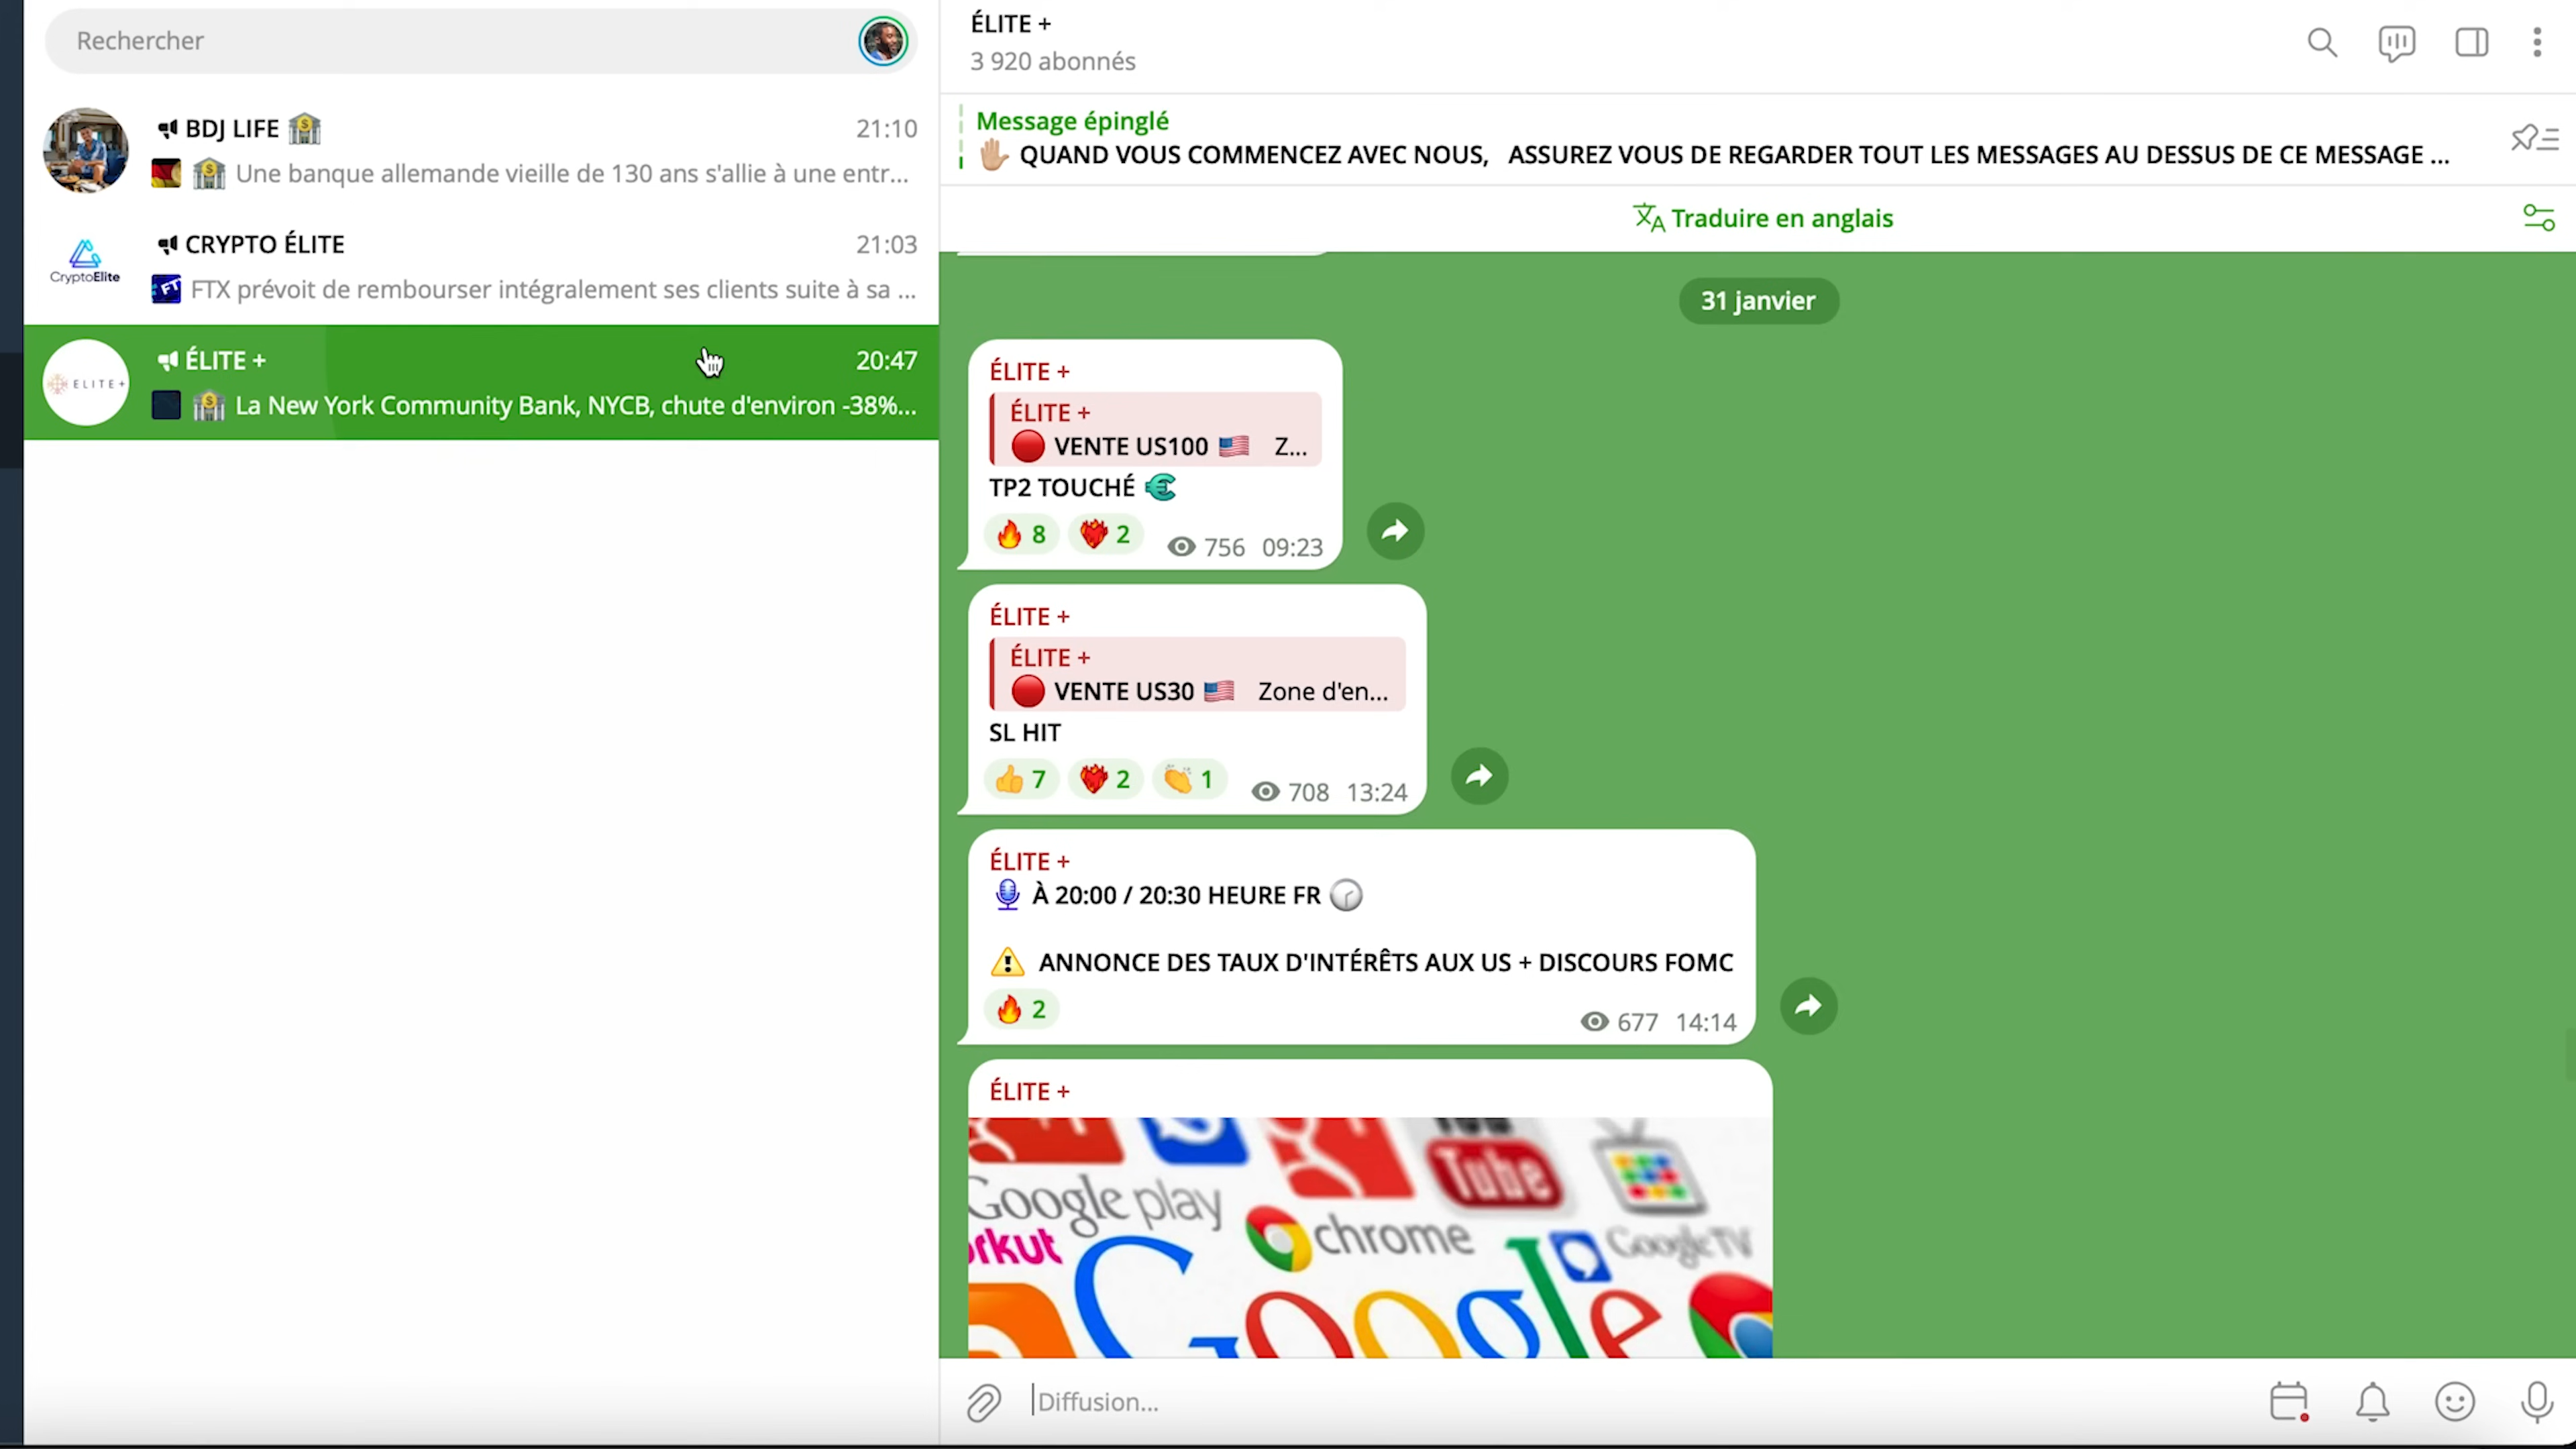 Rechercher
BDJ LIFE 21:10
Une banque allemande vieille de 130 ans s'allie à une entr...
CryptoElite
CRYPTO ÉLITE 21:03
FT
FTX prévoit de rembourser intégralement ses clients suite à sa ...
ELITE+
ÉLITE + 20:47
La New York Community Bank, NYCB, chute d'environ -38%...
ÉLITE +
3 920 abonnés
Message épinglé
QUAND VOUS COMMENCEZ AVEC NOUS, ASSUREZ VOUS DE REGARDER TOUT LES MESSAGES AU DESSUS DE CE MESSAGE ...
Traduire en anglais
31 janvier
ÉLITE +
ÉLITE +
VENTE US100 Z...
TP2 TOUCHÉ
8 2 756 09:23
ÉLITE +
ÉLITE +
VENTE US30 Zone d'en...
SL HIT
7 2 1 708 13:24
ÉLITE +
À 20:00 / 20:30 HEURE FR
ANNONCE DES TAUX D'INTÉRÊTS AUX US + DISCOURS FOMC
2 677 14:14
ÉLITE +
You
Tube
Google play
orkut
chrome
Google TV
Google
Diffusion...